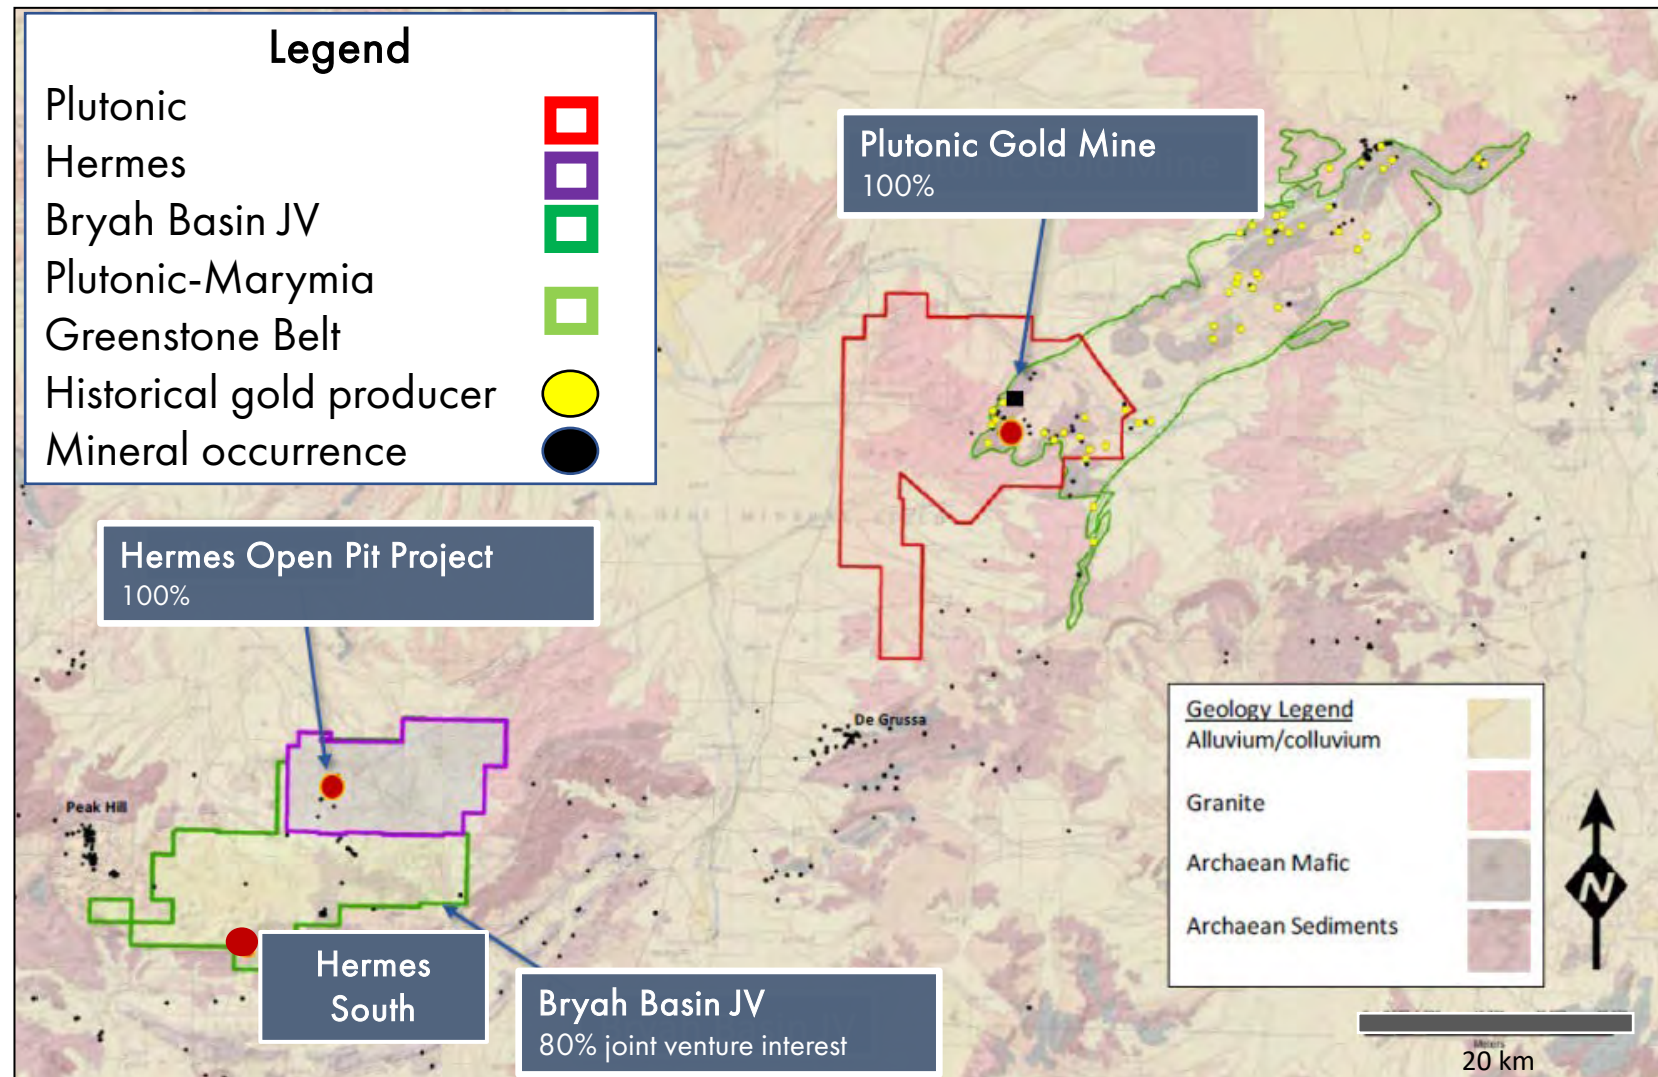 Legend
Plutonic
Hermes
Bryah Basin JV
Plutonic-Marymia
Greenstone Belt
Historical gold producer
Mineral occurrence
Plutonic Gold Mine
100%
Hermes Open Pit Project
100%
De Grussa
Peak Hill
Hermes
South
Bryah Basin JV
80% joint venture interest
Geology Legend
Alluvium/colluvium
Granite
Archaean Mafic
Archaean Sediments
N
Meters
20 km